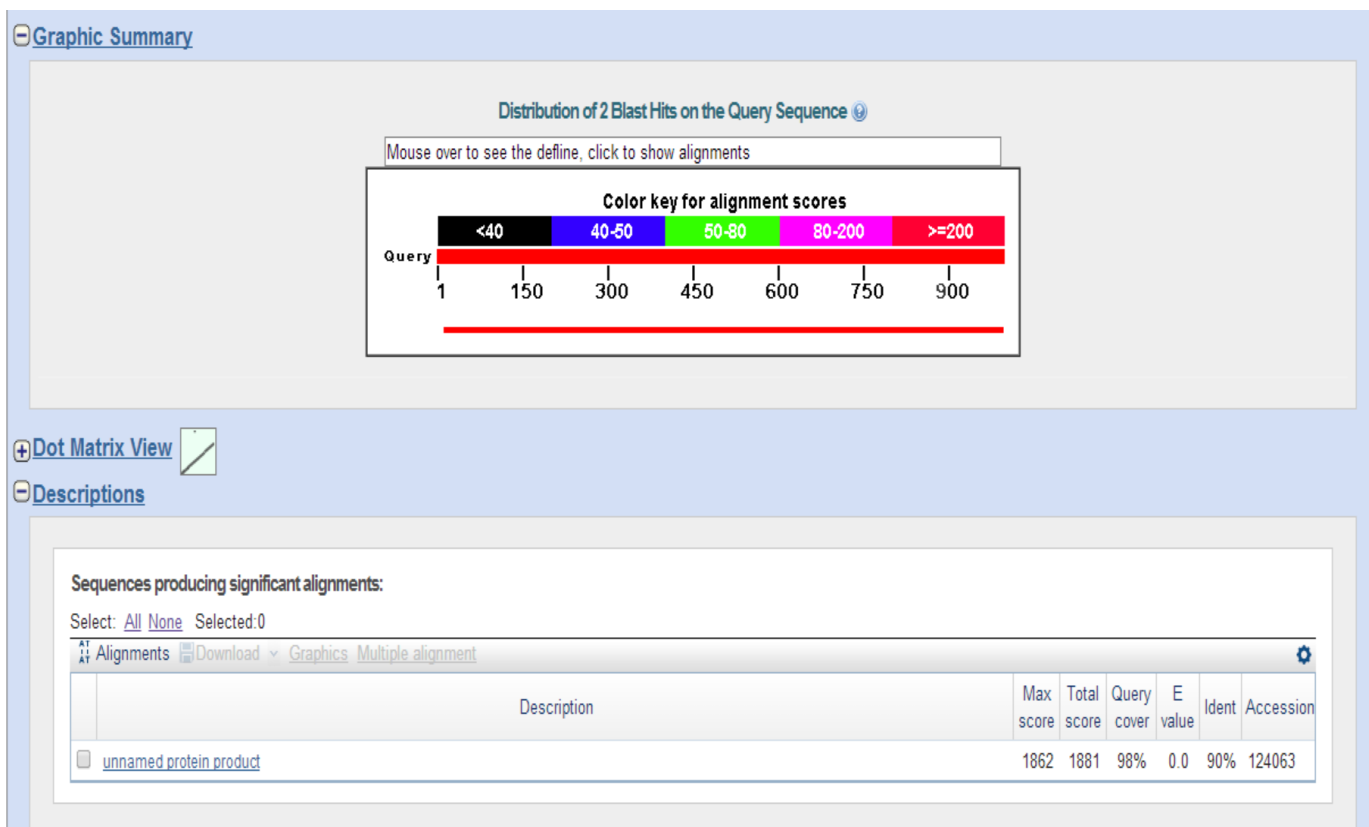 Graphic Summary
Distribution of 2 Blast Hits on the Query Sequence
Mouse over to see the defline, click to show alignments
Color key for alignment scores
<40 40-50 50-80 80-200 >=200
Query
1 150 300 450 600 750 900
Dot Matrix View
Descriptions
Sequences producing significant alignments:
Select: All None Selected:0
AT AT Alignments Download Graphics Multiple alignment
Description Max score Total score Query cover E value Ident Accession
unnamed protein product 1862 1881 98% 0.0 90% 124063